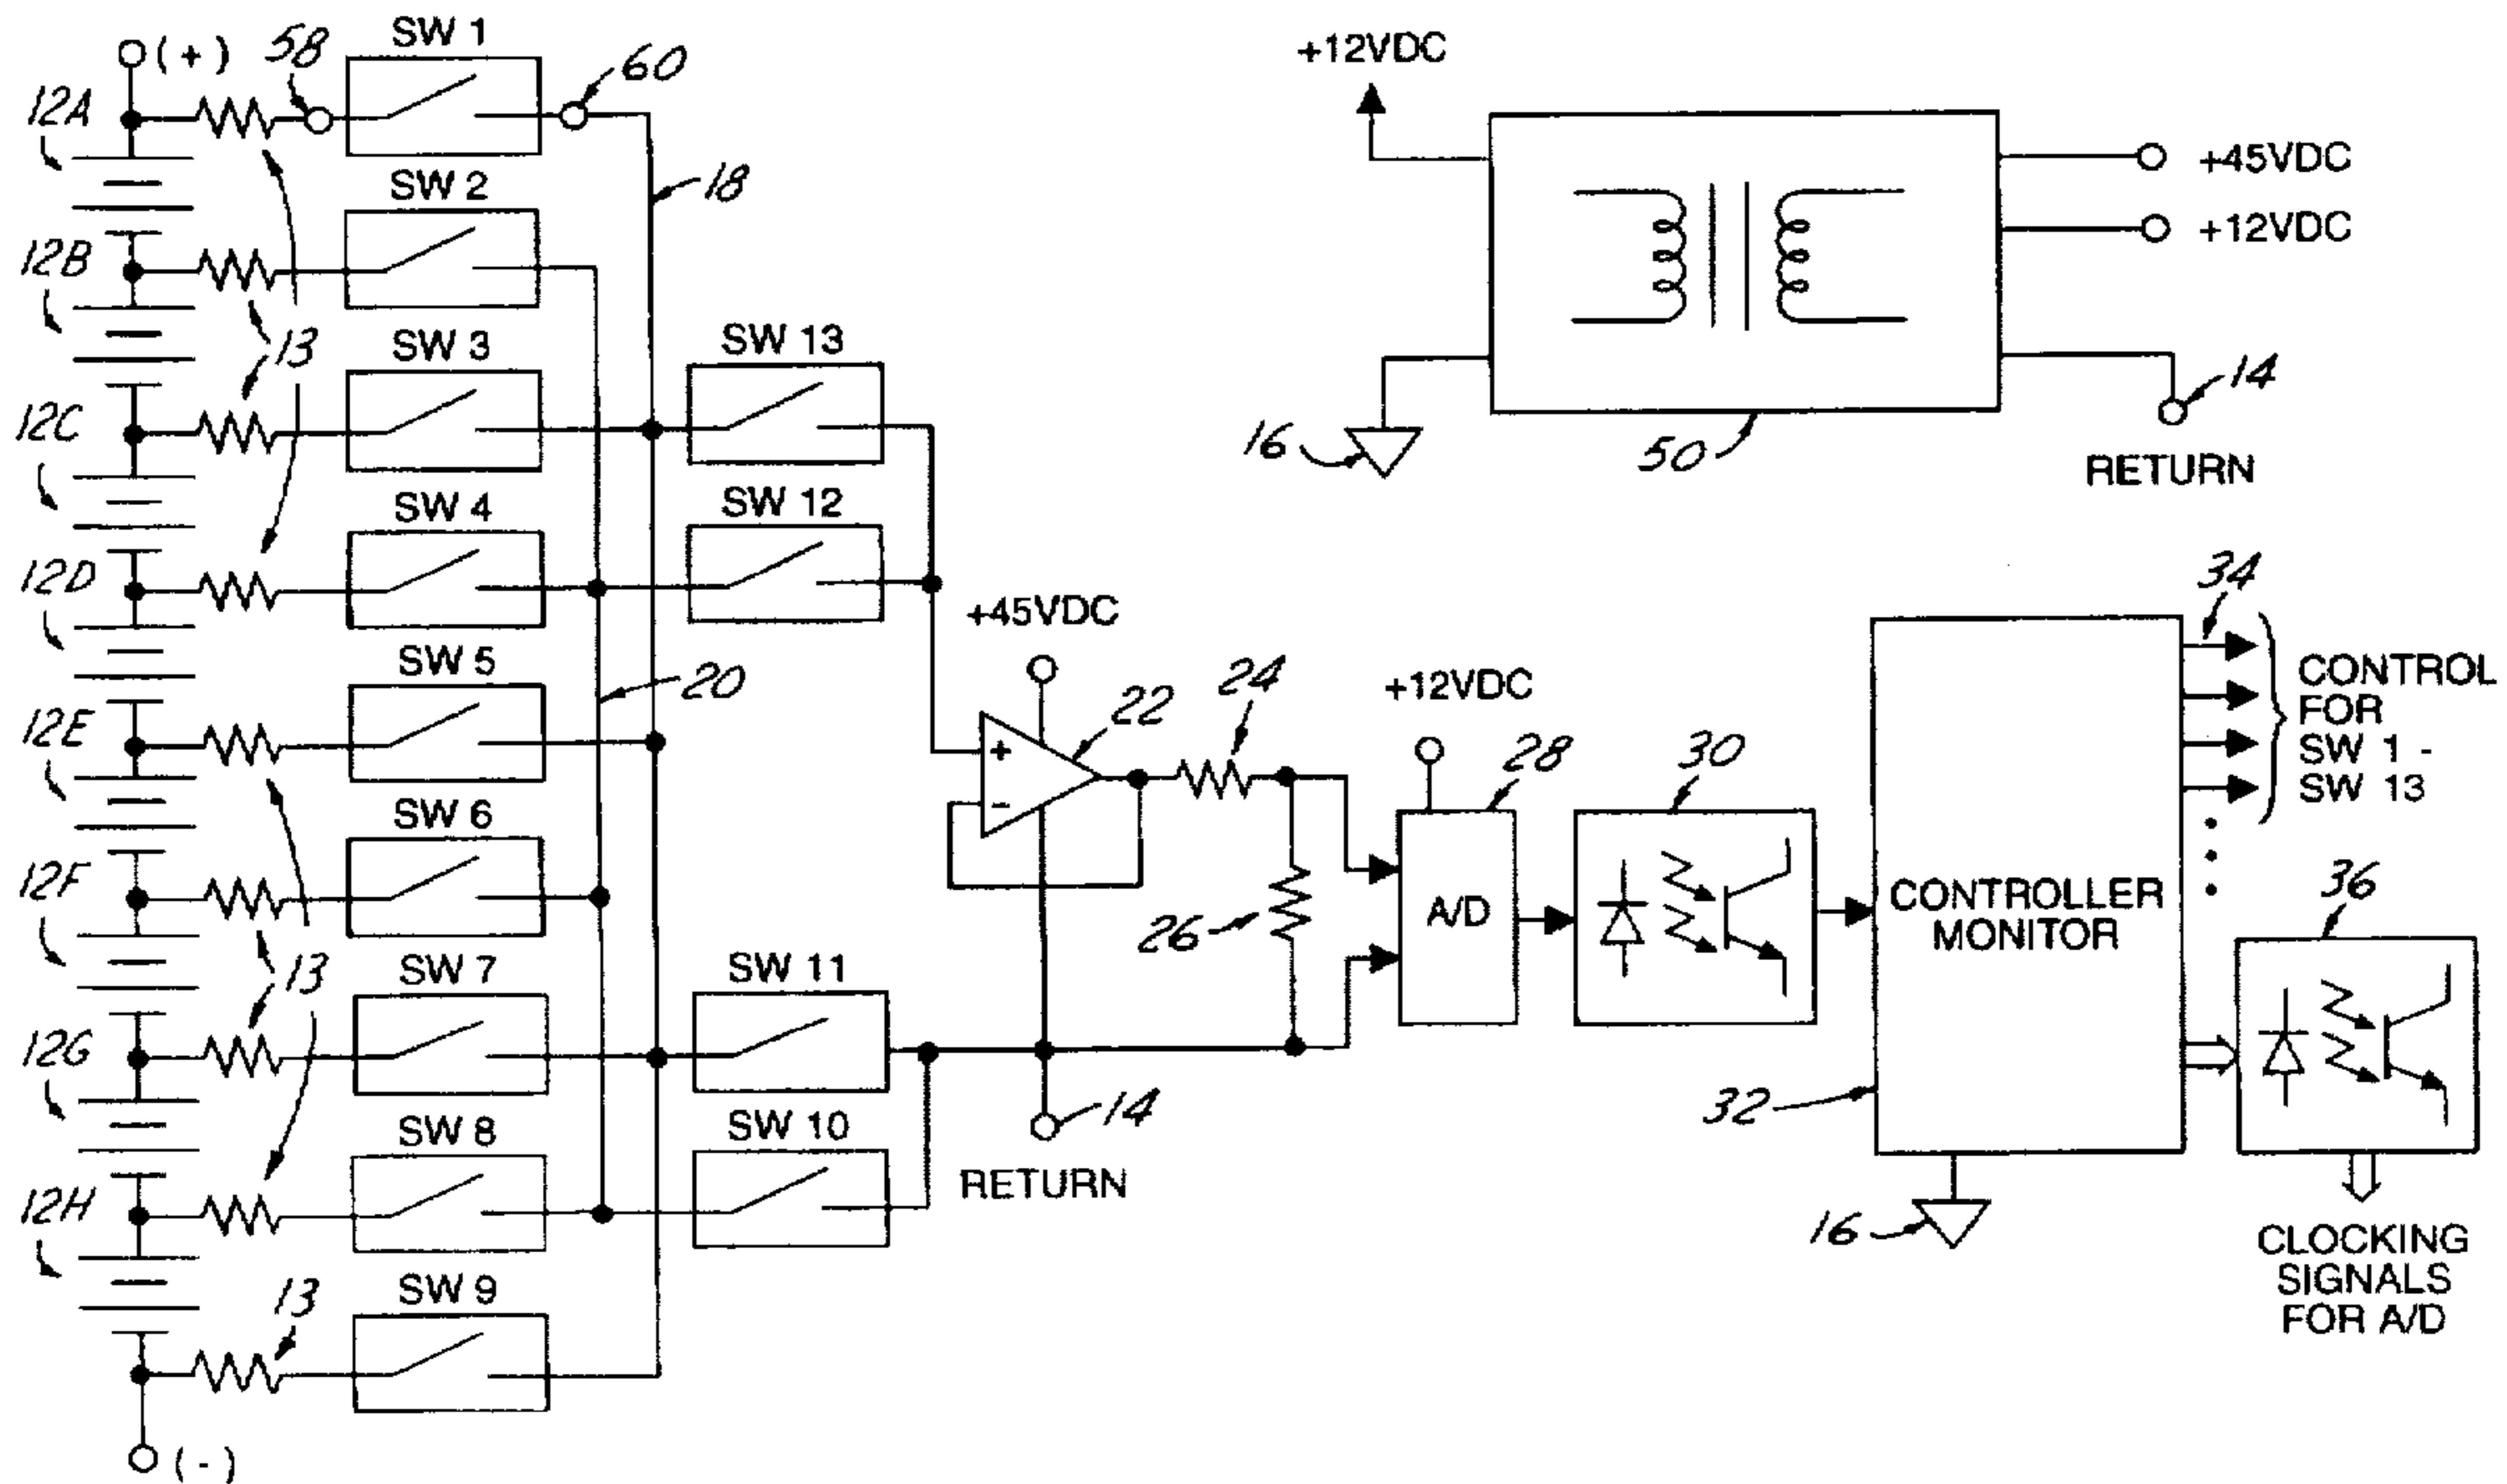 (+)
58
SW 1
60
+12VDC
12A
+45VDC
18
SW 2
+12VDC
12B
13
SW 3
SW 13
14
12C
16
50
RETURN
SW 4
SW 12
12D
34
+45VDC
CONTROL
FOR
SW 1 -
SW 13
SW 5
20
22
24
+12VDC
28
30
12E
+
-
SW 6
12F
26
A/D
CONTROLLER
MONITOR
36
13
SW 7
SW 11
12G
32
14
SW 8
SW 10
RETURN
12H
16
CLOCKING
SIGNALS
FOR A/D
13
SW 9
(-)